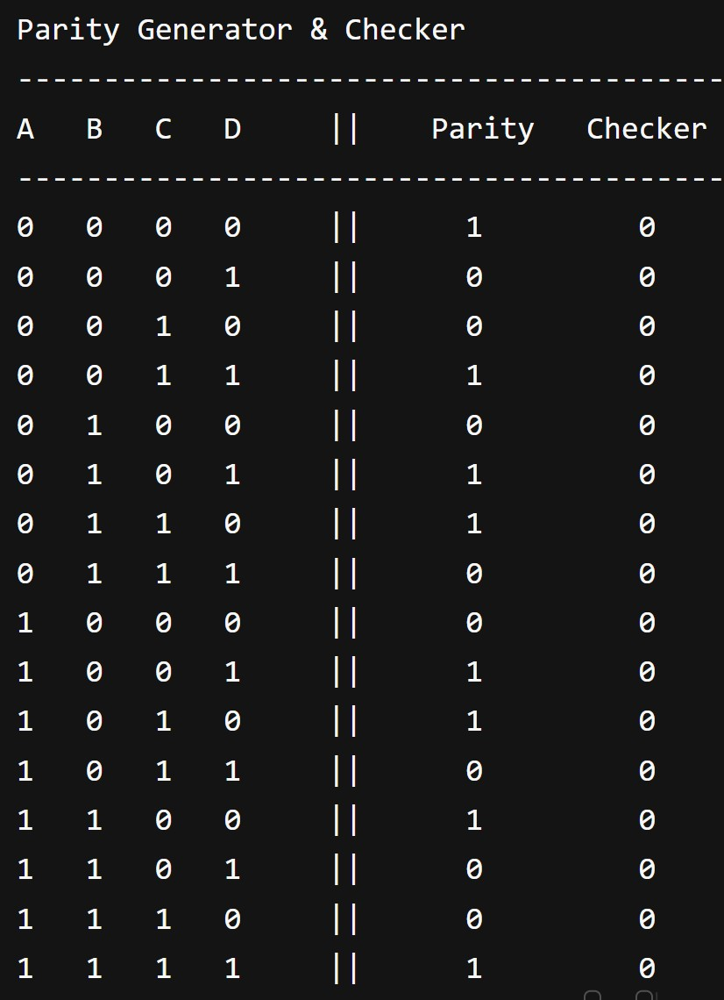 Parity Generator & Checker
-----------------------------------------
A   B   C   D     ||    Parity   Checker
-----------------------------------------
0   0   0   0     ||      1         0
0   0   0   1     ||      0         0
0   0   1   0     ||      0         0
0   0   1   1     ||      1         0
0   1   0   0     ||      0         0
0   1   0   1     ||      1         0
0   1   1   0     ||      1         0
0   1   1   1     ||      0         0
1   0   0   0     ||      0         0
1   0   0   1     ||      1         0
1   0   1   0     ||      1         0
1   0   1   1     ||      0         0
1   1   0   0     ||      1         0
1   1   0   1     ||      0         0
1   1   1   0     ||      0         0
1   1   1   1     ||      1         0